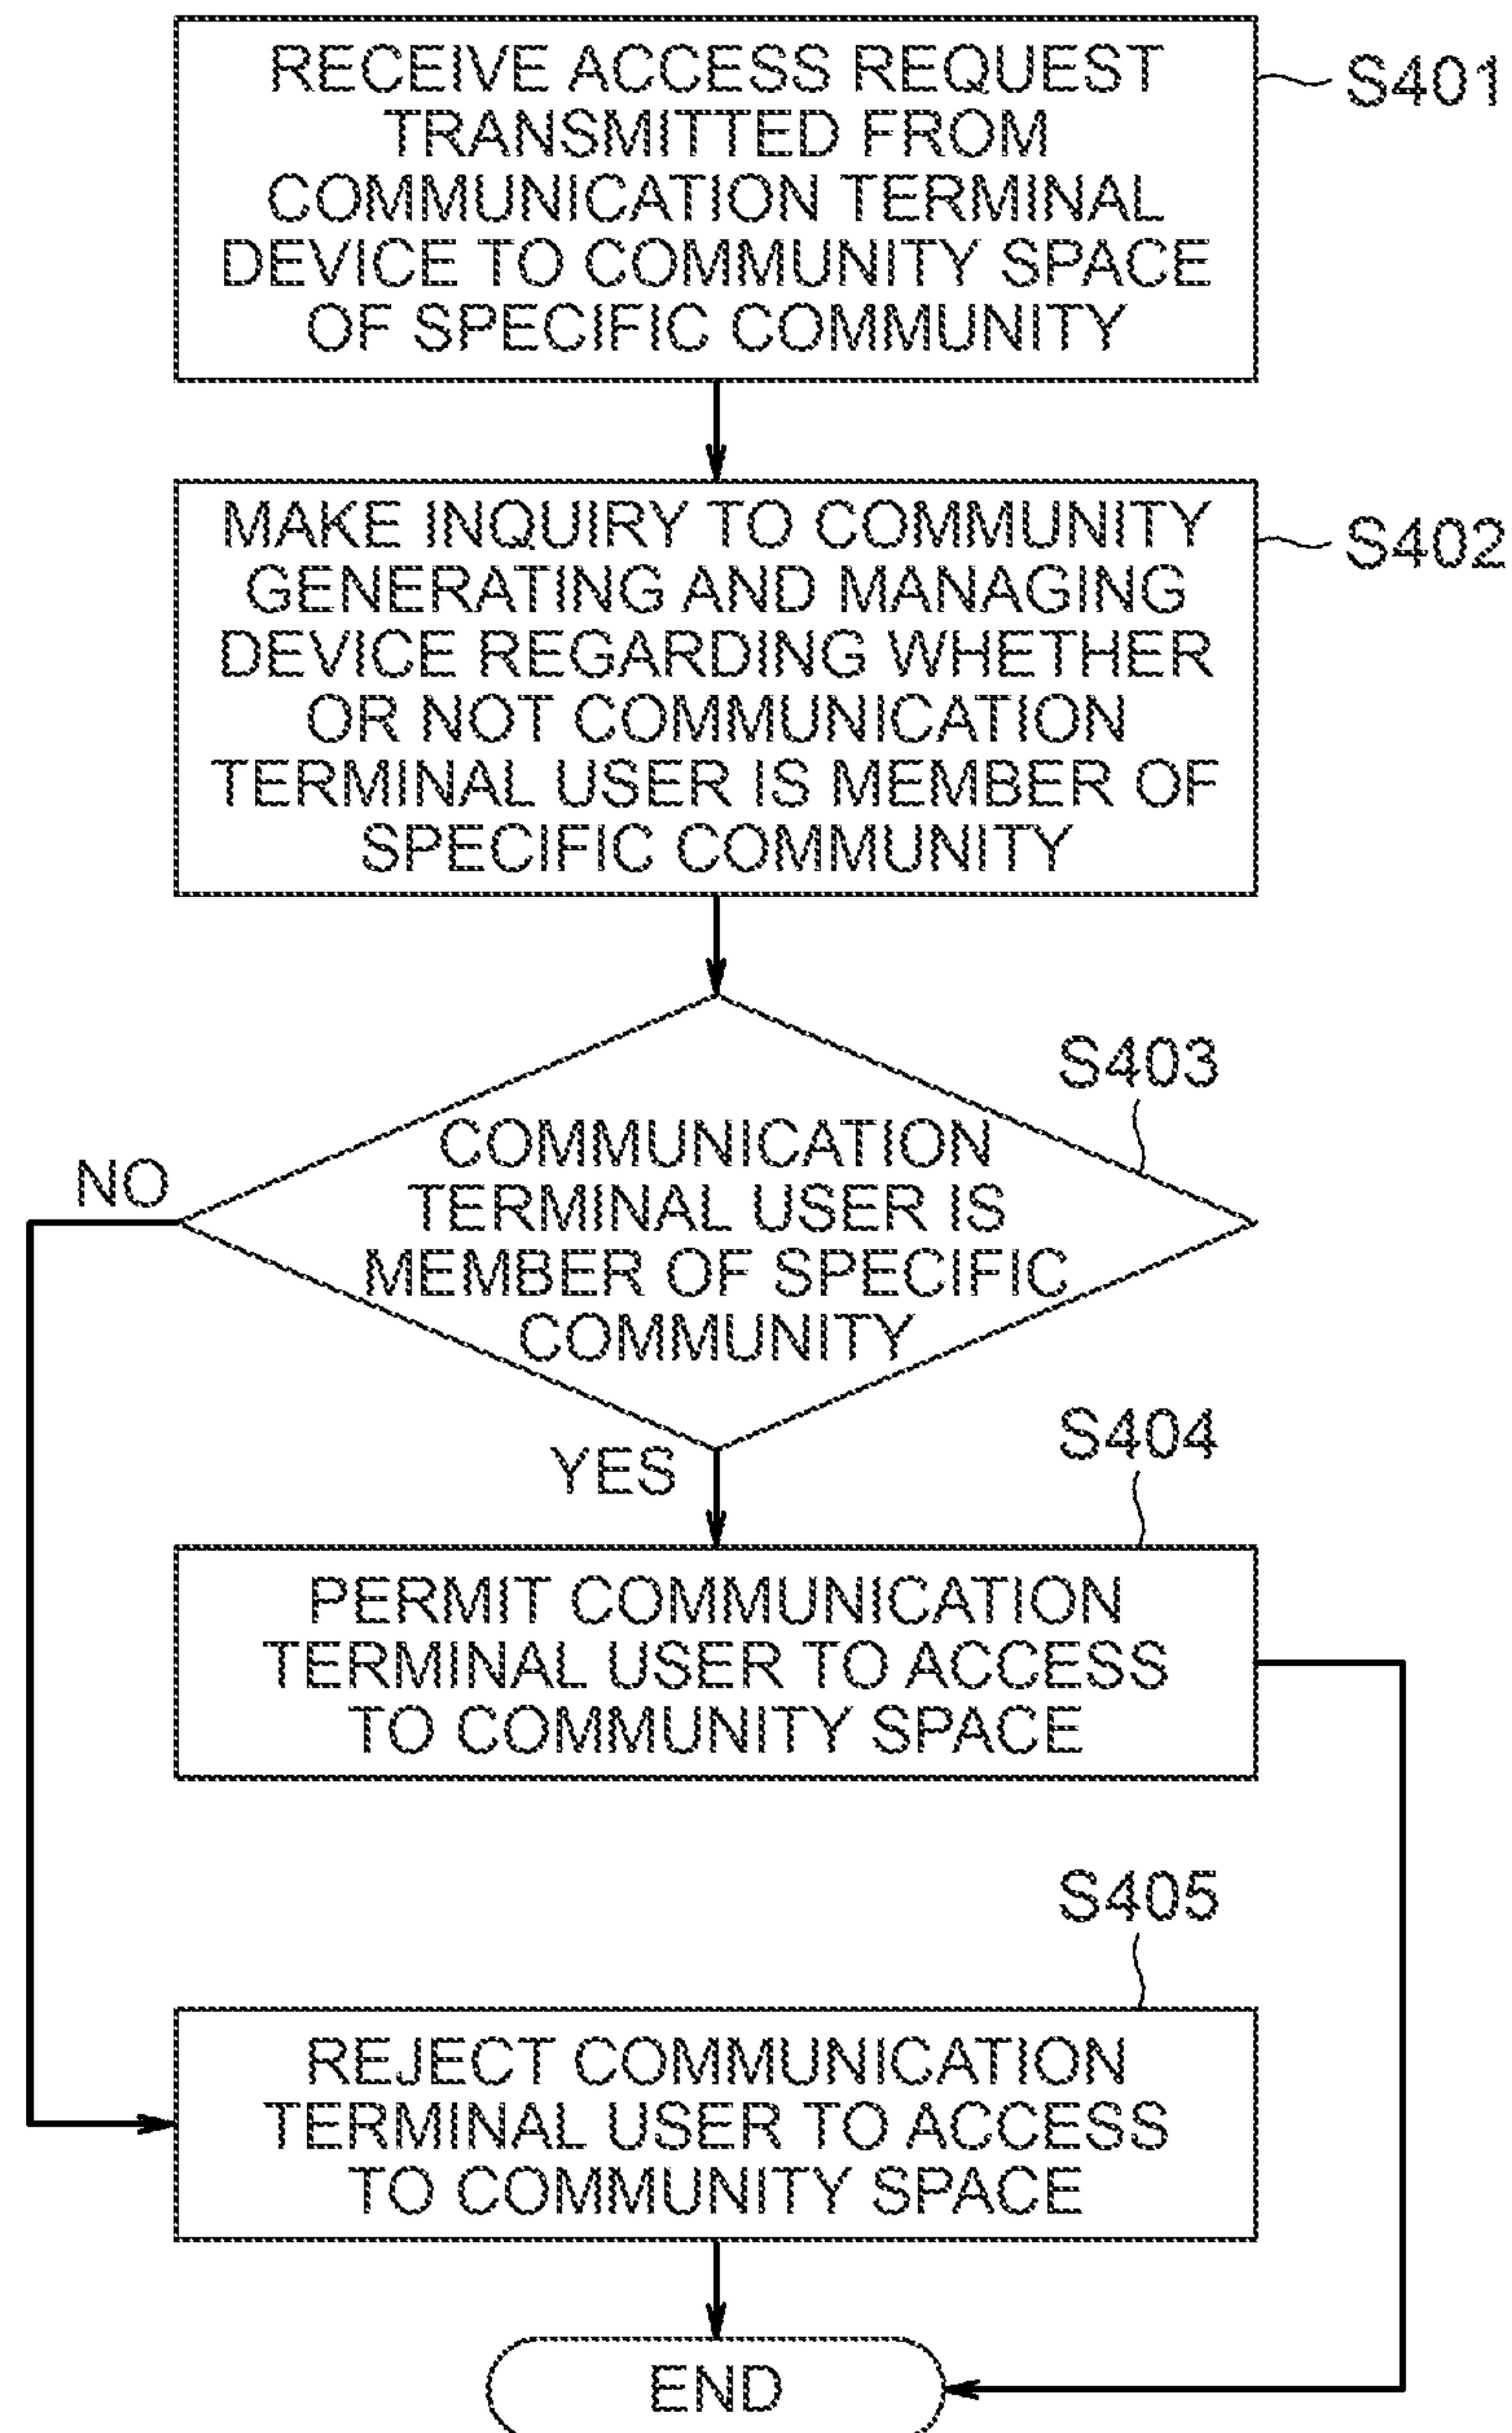 RECEIVE ACCESS REQUEST
TRANSMITTED FROM
COMMUNICATION TERMINAL
DEVICE TO COMMUNITY SPACE
OF SPECIFIC COMMUNITY
S401
MAKE INQUIRY TO COMMUNITY
GENERATING AND MANAGING
DEVICE REGARDING WHETHER
OR NOT COMMUNICATION
TERMINAL USER IS MEMBER OF
SPECIFIC COMMUNITY
S402
S403
COMMUNICATION
TERMINAL USER IS
MEMBER OF SPECIFIC
COMMUNITY
NO
YES
S404
PERMIT COMMUNICATION
TERMINAL USER TO ACCESS
TO COMMUNITY SPACE
S405
REJECT COMMUNICATION
TERMINAL USER TO ACCESS
TO COMMUNITY SPACE
END